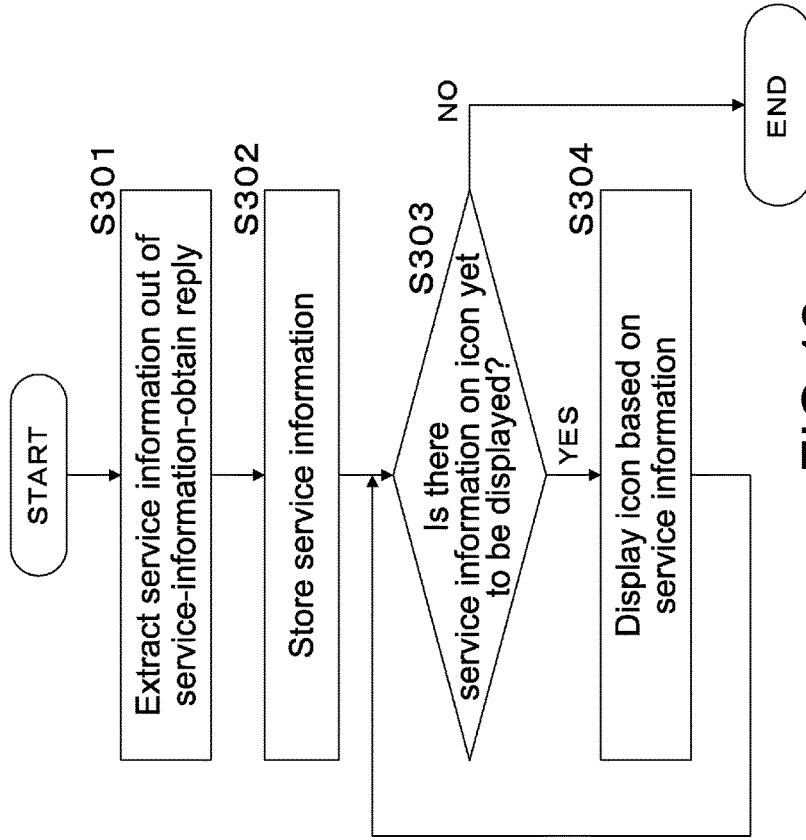 START
S301
Extract service information out of
service-information-obtain reply
S302
Store service information
S303
Is there
service information on icon yet
to be displayed?
NO
YES
S304
Display icon based on
service information
END